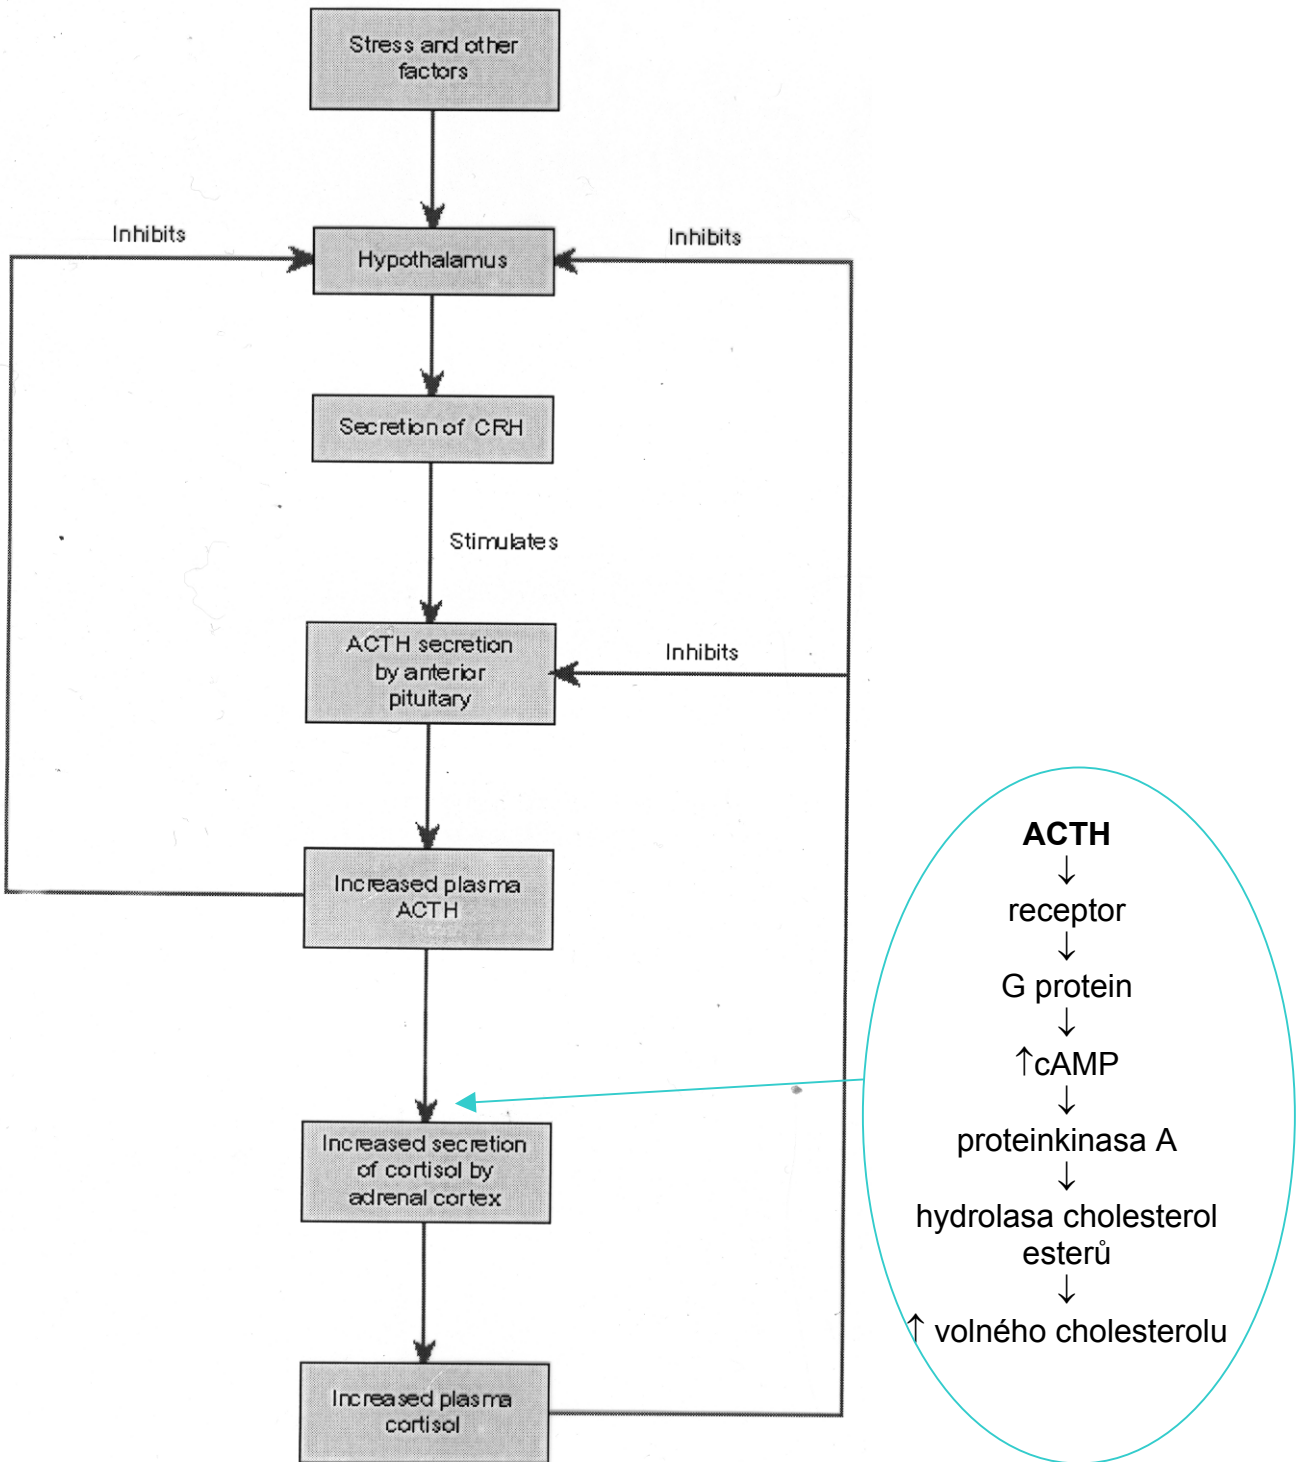 Stress and other
factors
Inhibits
Inhibits
Hypothalamus
Secretion of CRH
Stimulates
ACTH secretion
by anterior
pituitary
Inhibits
Increased plasma
ACTH
Increased secretion
of cortisol by
adrenal cortex
Increased plasma
cortisol
ACTH
↓
receptor
↓
G protein
↓
↑cAMP
↓
proteinkinasa A
↓
hydrolasa cholesterol
esterů
↓
↑ volného cholesterolu